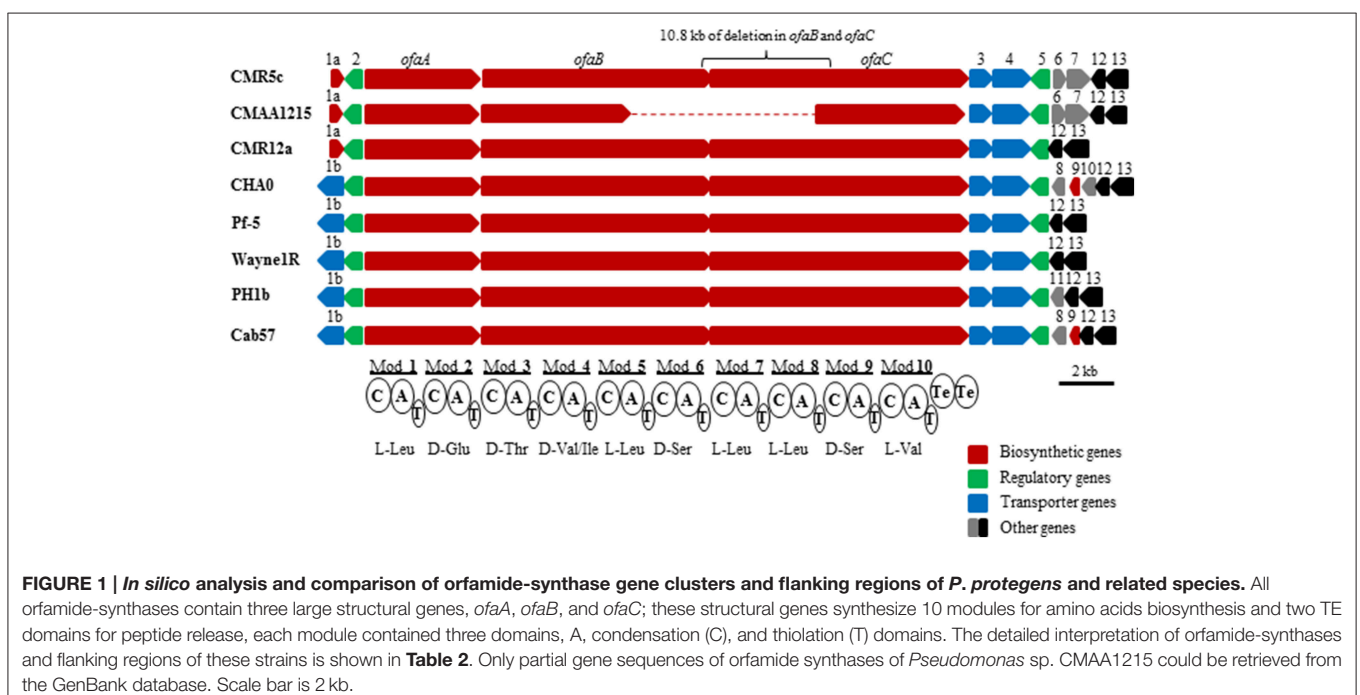 10.8 kb of deletion in ofaB and ofaC
1a 2 ofaA ofaB ofaC 3 4 5 6 7 12 13
CMR5c
1a 6 7 12 13
CMAA1215
1a 12 13
CMR12a
1b 8 9 10 12 13
CHA0
1b 12 13
Pf-5
1b 12 13
Wayne1R
1b 11 12 13
PH1b
1b 8 9 12 13
Cab57
Mod 1 Mod 2 Mod 3 Mod 4 Mod 5 Mod 6 Mod 7 Mod 8 Mod 9 Mod 10
2 kb
C A T C A T C A T C A T C A T C A T C A T C A T C A T C A T Te Te
L-Leu D-Glu D-Thr D-Val/Ile L-Leu D-Ser L-Leu L-Leu D-Ser L-Val
Biosynthetic genes
Regulatory genes
Transporter genes
Other genes
FIGURE 1 | In silico analysis and comparison of orfamide-synthase gene clusters and flanking regions of P. protegens and related species. All
orfamide-synthases contain three large structural genes, ofaA, ofaB, and ofaC; these structural genes synthesize 10 modules for amino acids biosynthesis and two TE
domains for peptide release, each module contained three domains, A, condensation (C), and thiolation (T) domains. The detailed interpretation of orfamide-synthases
and flanking regions of these strains is shown in Table 2. Only partial gene sequences of orfamide synthases of Pseudomonas sp. CMAA1215 could be retrieved from
the GenBank database. Scale bar is 2 kb.